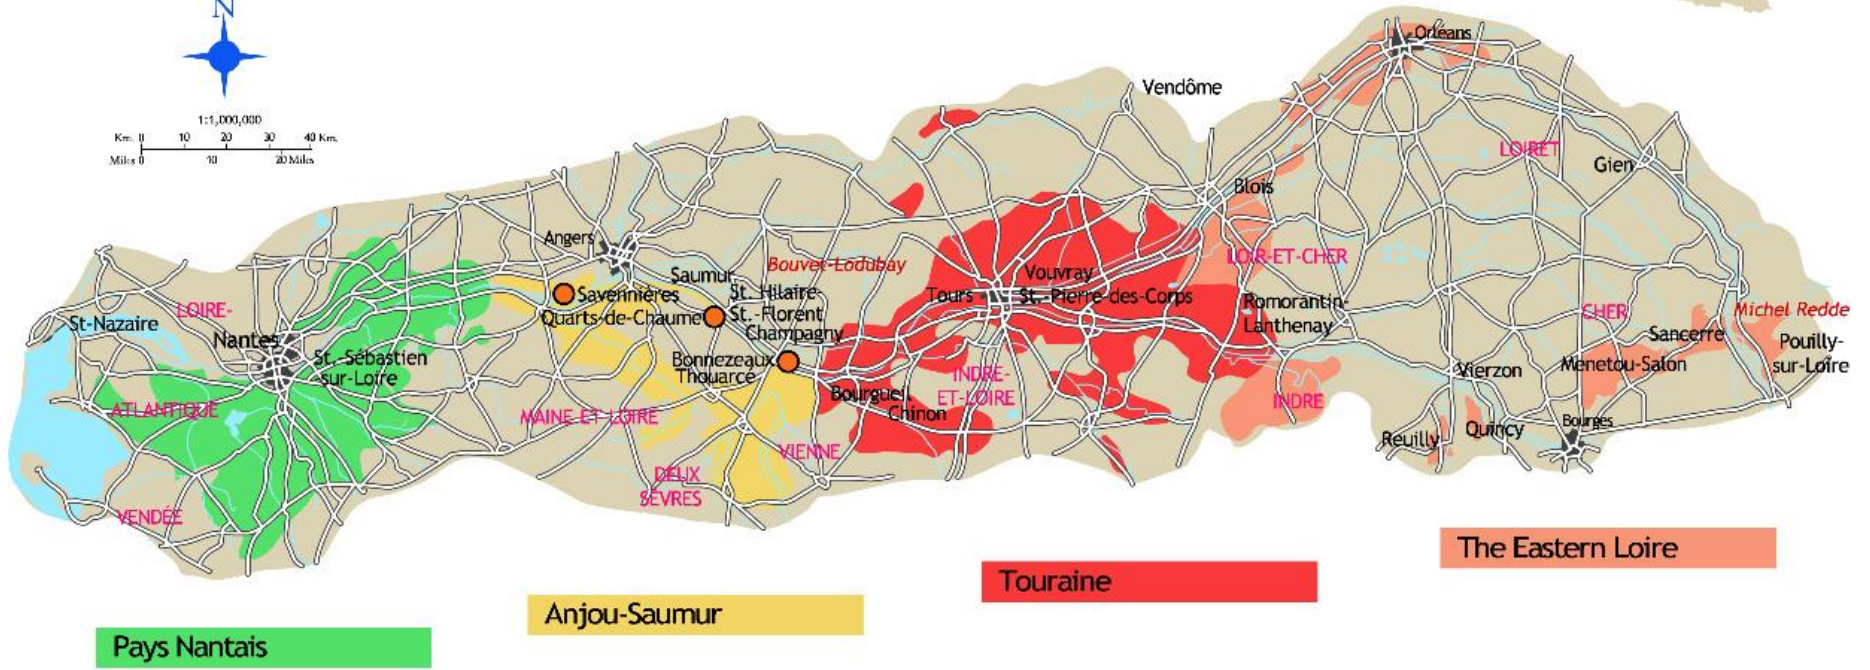 N
1:1,000,000
Km. 0 10 20 30 40 Km.
Miles 0 10 20 Miles
Orléans
Vendôme
LOIRET
Gien
Blois
Angers
LOIR-ET-CHER
Bouvet-Lodubay
Saumur
Vouvray
Savennières
St. Hilaire-
St.-Florent
Tours
St.-Pierre-des-Corps
Romorantin-
Lanthenay
CHER
Michel Redde
LOIRE-
ATLANTIQUE
St-Nazaire
Quarts-de-Chaume
Champagny
Sancerre
Nantes
Pouilly-
sur-Loire
St.-Sébastien
-sur-Loire
Bonnezeaux
Thouarcé
Menetou-Salon
Vierzon
INDRE-
ET-LOIRE
Bourgueil
Chinon
INDRE
MAINE-ET-LOIRE
Reuilly
Quincy
Bourges
VIENNE
DEUX
SÈVRES
VENDÉE
The Eastern Loire
Touraine
Anjou-Saumur
Pays Nantais